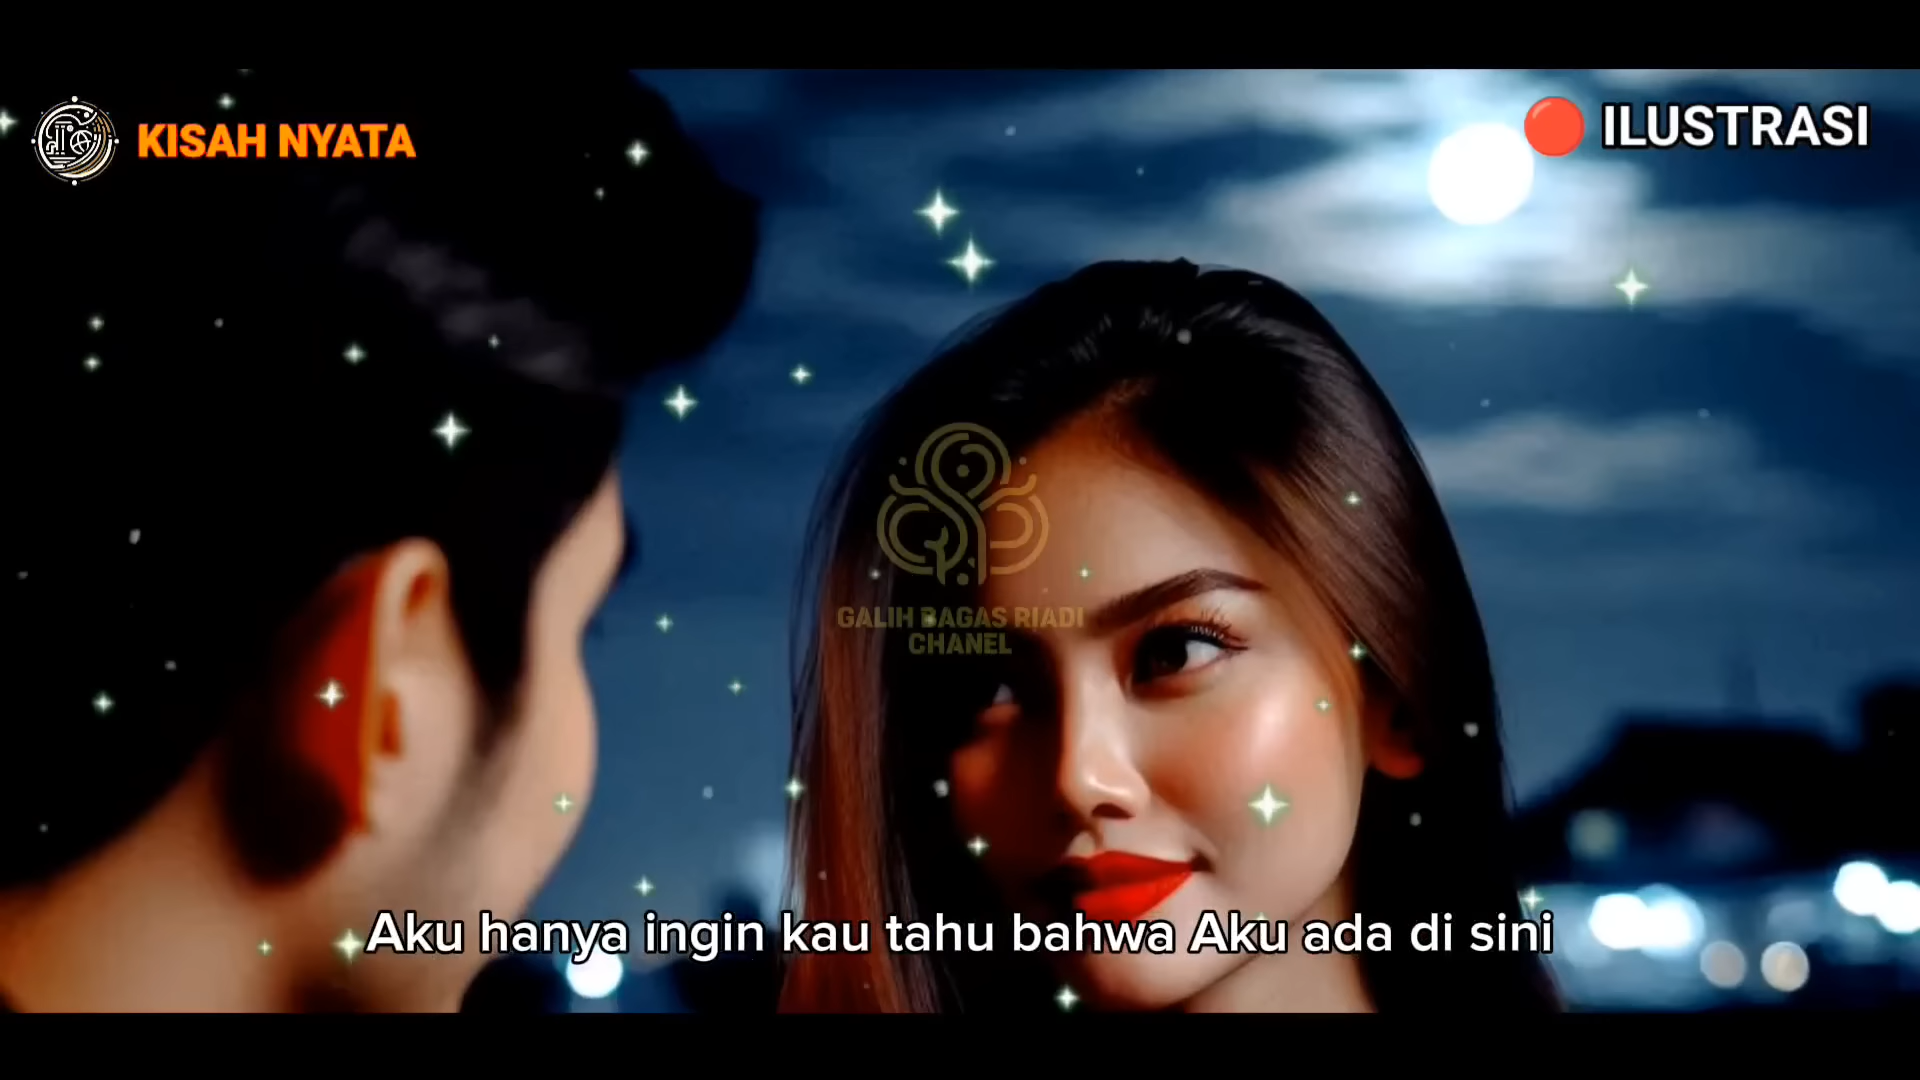 KISAH NYATA
ILUSTRASI
GALIH BAGAS RIADI
CHANEL
Aku hanya ingin kau tahu bahwa Aku ada di sini